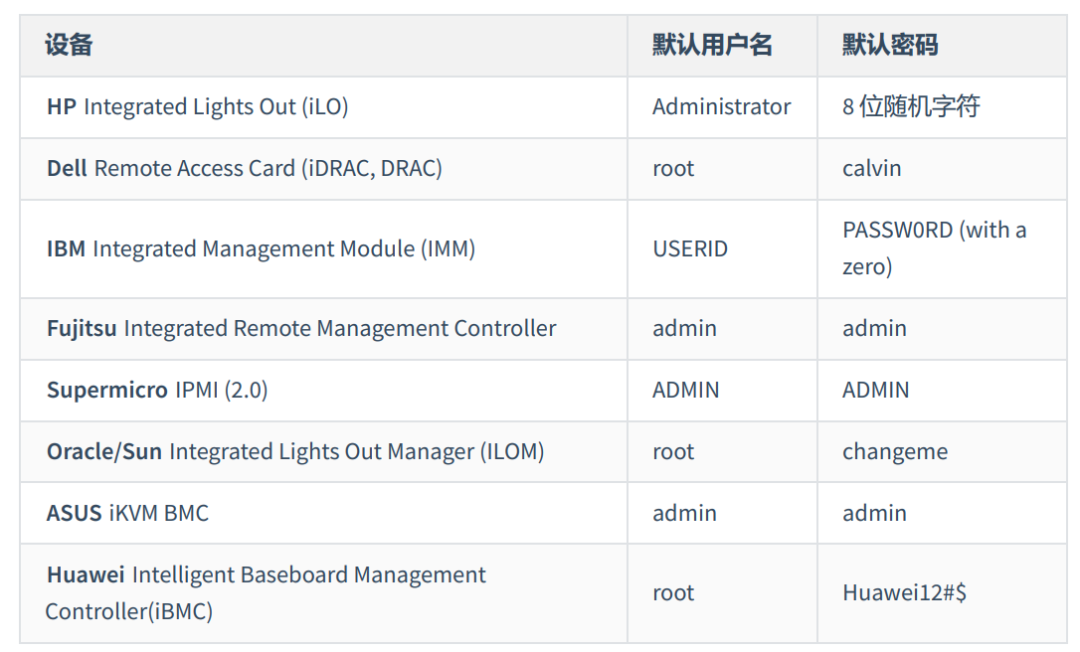 设备 默认用户名 默认密码
HP Integrated Lights Out (iLO) Administrator 8 位随机字符
Dell Remote Access Card (iDRAC, DRAC) root calvin
IBM Integrated Management Module (IMM) USERID PASSW0RD (with a
zero)
Fujitsu Integrated Remote Management Controller admin admin
Supermicro IPMI (2.0) ADMIN ADMIN
Oracle/Sun Integrated Lights Out Manager (ILOM) root changeme
ASUS iKVM BMC admin admin
Huawei Intelligent Baseboard Management
Controller(iBMC) root Huawei12#$